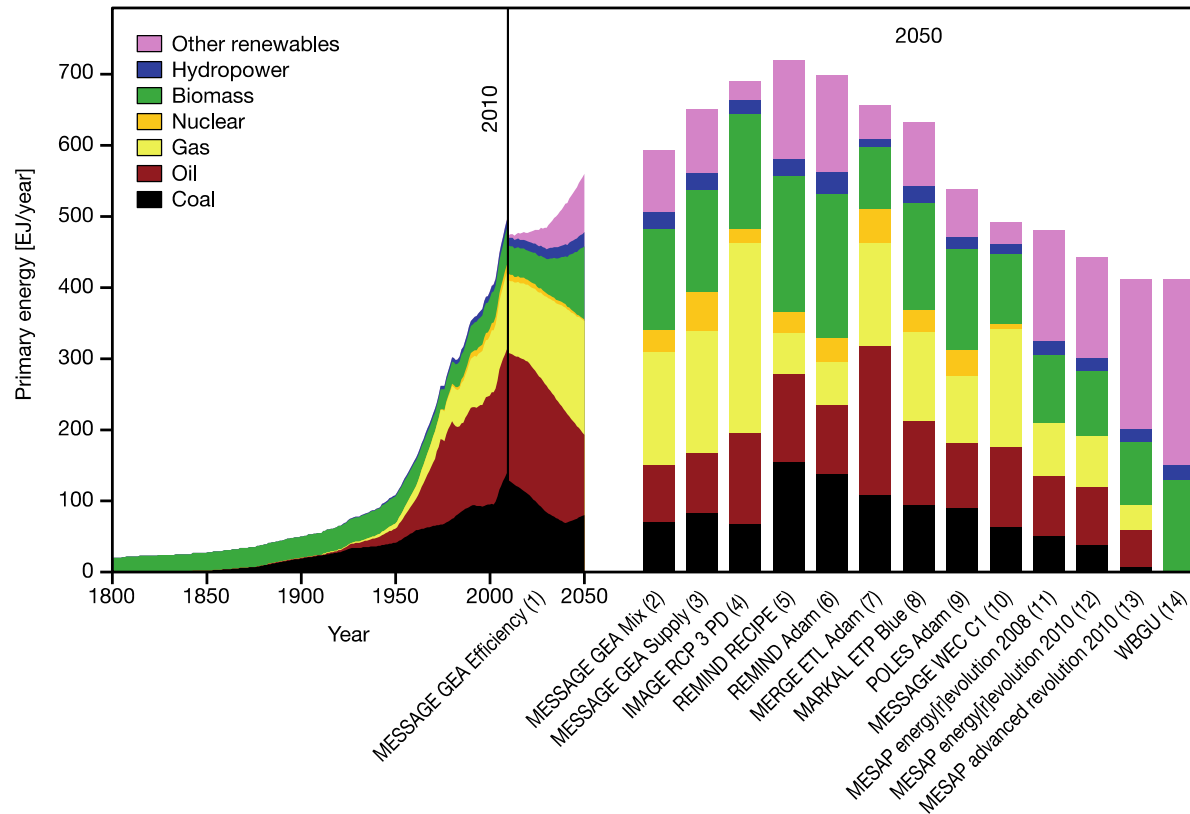 Other renewables
Hydropower
Biomass
Nuclear
Gas
Oil
Coal
2010
2050
Primary energy [EJ/year]
700
600
500
400
300
200
100
0
1800
1850
1900
1950
2000
2050
Year
MESSAGE GEA Efficiency (1)
MESSAGE GEA Mix (2)
MESSAGE GEA Supply (3)
IMAGE RCP 3 PD (4)
REMIND RECIPE (5)
REMIND Adam (6)
MERGE ETL Adam (7)
MARKAL ETP Blue (8)
POLES Adam (9)
MESSAGE WEC C1 (10)
MESAP energy[r]evolution 2008 (11)
MESAP energy[r]evolution 2010 (12)
MESAP advanced revolution 2010 (13)
WBGU (14)